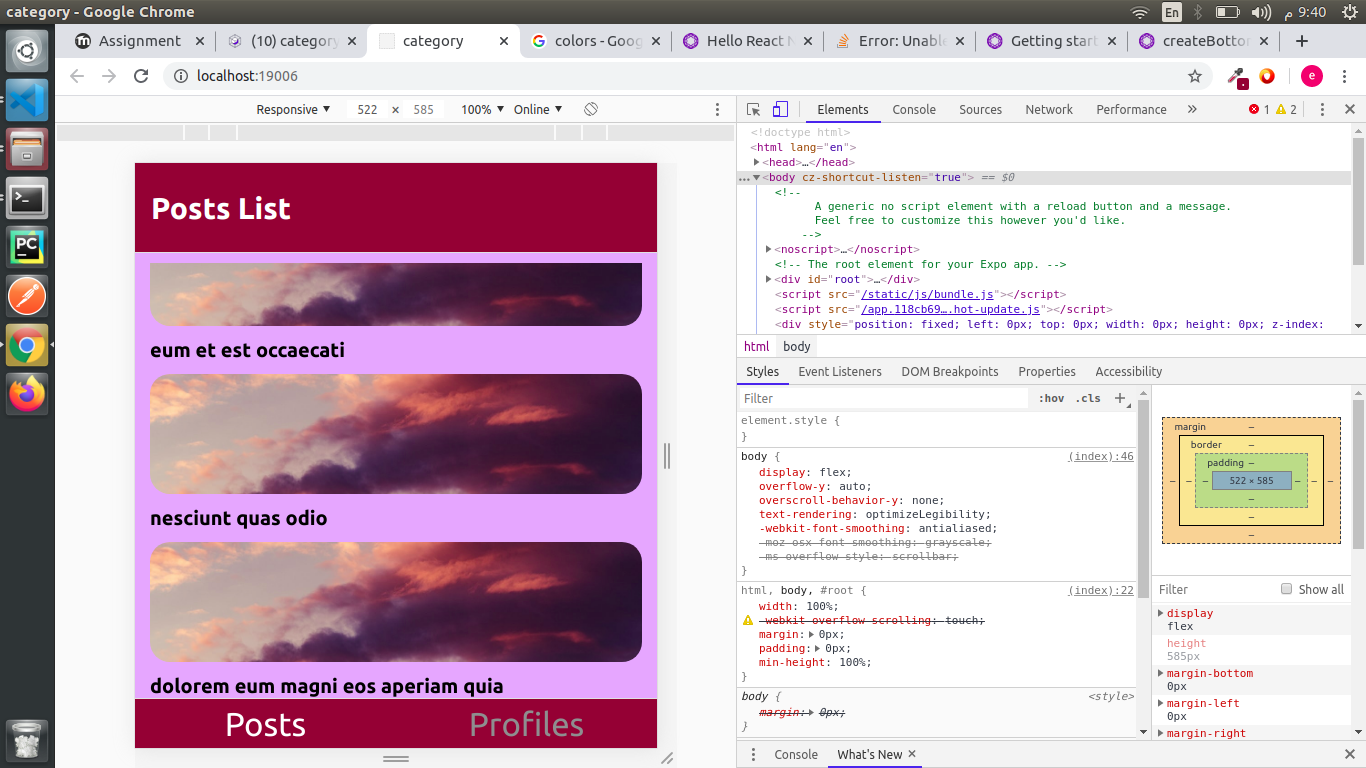 category - Google Chrome
En
9:40 م
Assignment
(10) category
category
colors - Goog
Hello React N
Error: Unable
Getting start
createBottom
localhost:19006
e
Responsive
522 × 585
100%
Online
Elements
Console
Sources
Network
Performance
1
2
Posts List
eum et est occaecati
nesciunt quas odio
dolorem eum magni eos aperiam quia
Posts
Profiles
<!doctype html>
<html lang="en">
<head>…</head>
<body cz-shortcut-listen="true"> == $0
<!--
A generic no script element with a reload button and a message.
Feel free to customize this however you'd like.
-->
<noscript>…</noscript>
<!-- The root element for your Expo app. -->
<div id="root">…</div>
<script src="/static/js/bundle.js"></script>
<script src="/app.118cb69….hot-update.js"></script>
<div style="position: fixed; left: 0px; top: 0px; width: 0px; height: 0px; z-index:
html
body
Styles
Event Listeners
DOM Breakpoints
Properties
Accessibility
Filter
:hov
.cls
element.style {
}
body {
(index):46
display: flex;
overflow-y: auto;
overscroll-behavior-y: none;
text-rendering: optimizeLegibility;
-webkit-font-smoothing: antialiased;
-moz-osx-font-smoothing: grayscale;
-ms-overflow-style: scrollbar;
}
html, body, #root {
(index):22
width: 100%;
-webkit-overflow-scrolling: touch;
margin: 0px;
padding: 0px;
min-height: 100%;
}
body {
<style>
margin: 0px;
}
margin
–
border
–
padding –
522 × 585
Filter
Show all
display
flex
height
585px
margin-bottom
0px
margin-left
0px
margin-right
Console
What's New
PC